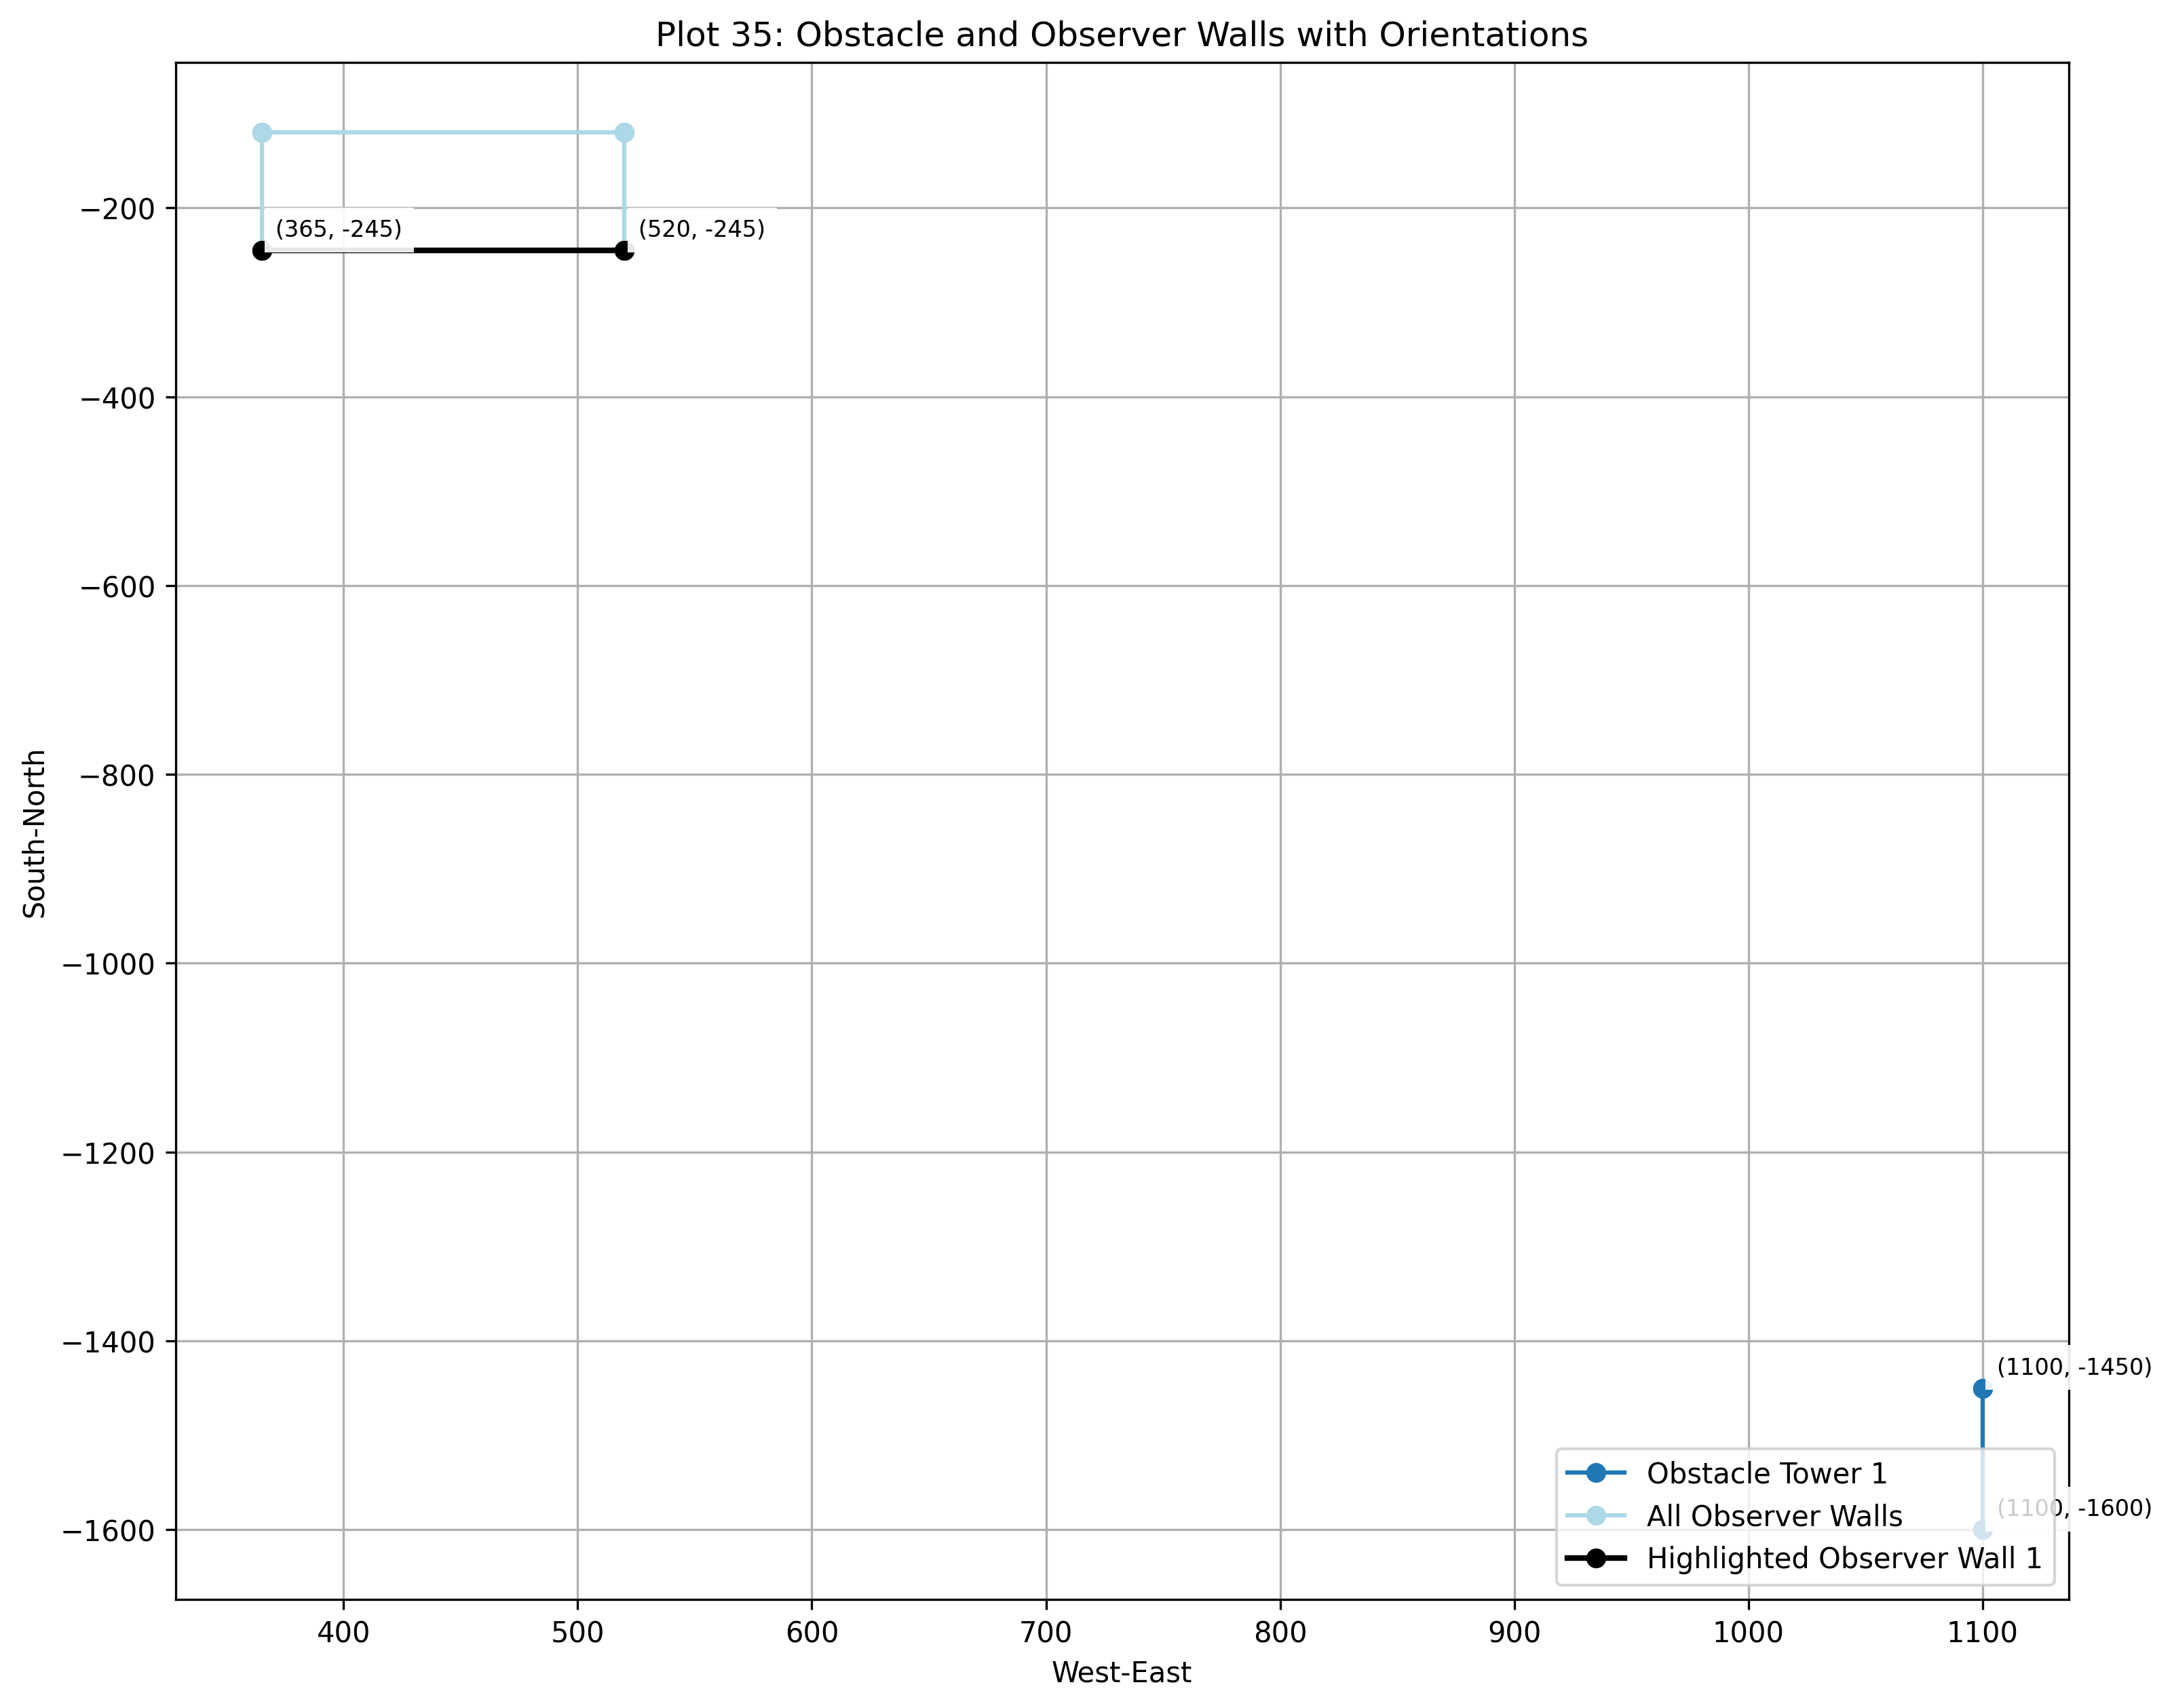 Plot 35: Obstacle and Observer Walls with Orientations
South-North
−200
−400
−600
−800
−1000
−1200
−1400
−1600
(365, -245)
(520, -245)
(1100, -1450)
(1100, -1600)
Obstacle Tower 1
All Observer Walls
Highlighted Observer Wall 1
400 500 600 700 800 900 1000 1100
West-East